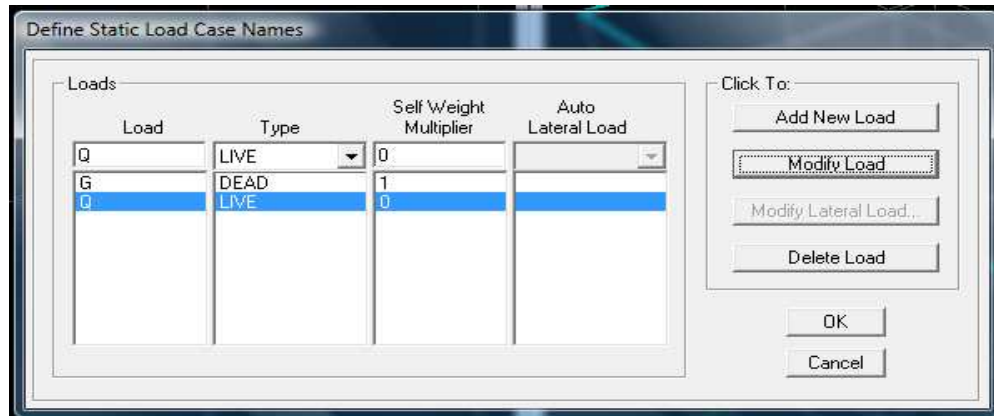 Define Static Load Case Names
Loads
Load Type Self Weight Multiplier Auto Lateral Load
Q LIVE 0
G DEAD 1
Q LIVE 0
Click To:
Add New Load
Modify Load
Modify Lateral Load...
Delete Load
OK
Cancel